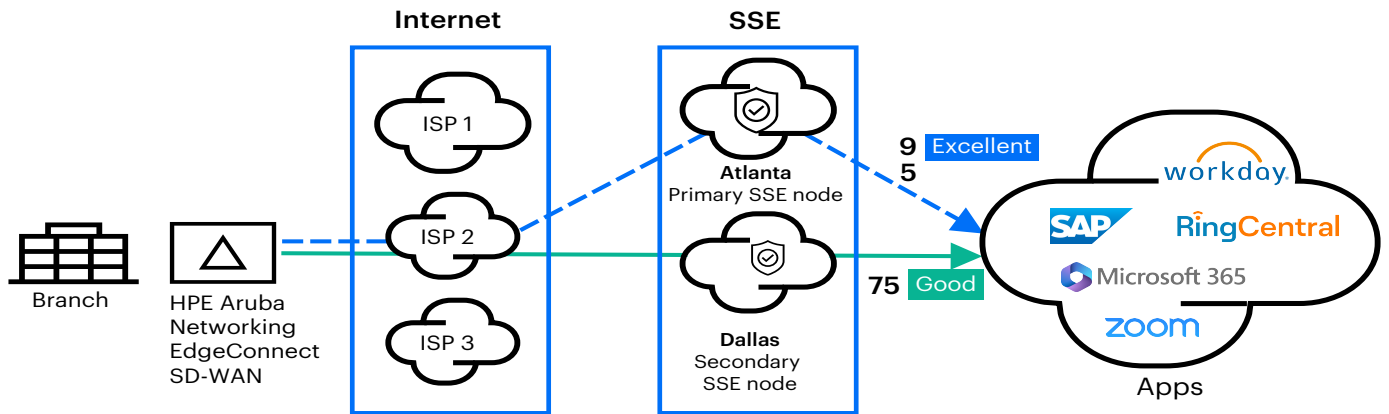 Internet
SSE
ISP 1
ISP 2
ISP 3
Branch
HPE Aruba
Networking
EdgeConnect
SD-WAN
Atlanta
Primary SSE node
Dallas
Secondary
SSE node
9
5
Excellent
75 Good
workday.
SAP
RingCentral
Microsoft 365
zoom
Apps